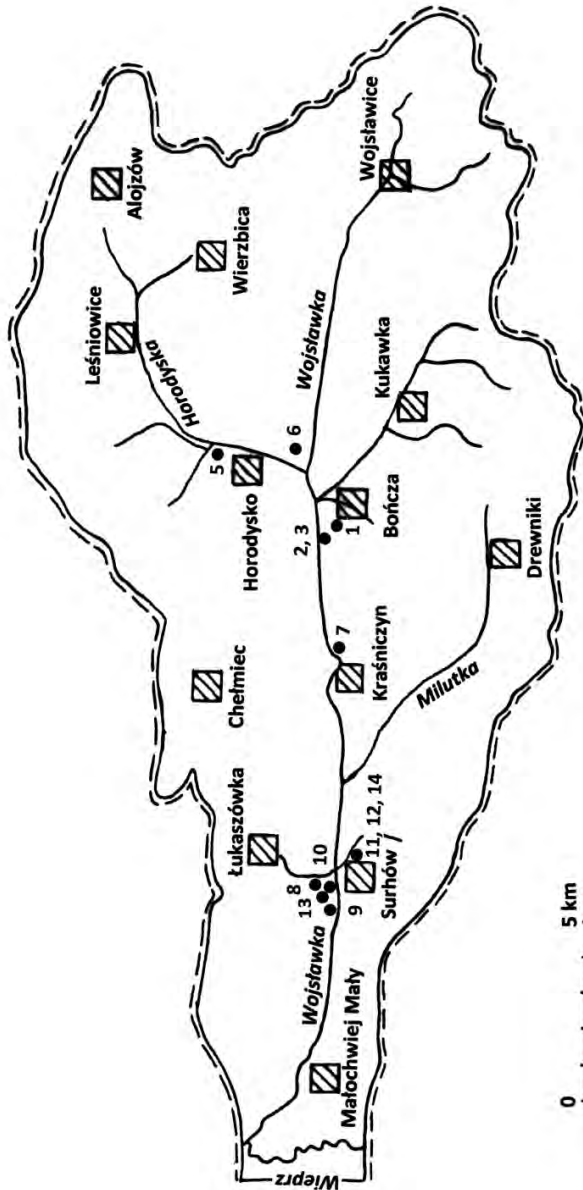 Alojzów
Leśniowice
Wierzbica
Horodyska
Wojsławice
Wojsławka
Kukawka
6
5
Horodysko
2, 3
1
Bończa
Drewniki
Chełmiec
7
Kraśniczyn
Milutka
Łukaszówka
10
11, 12, 14
8
13
9
Surhów
Wojsławka
Małochwiej Mały
Wieprz
0 5 km